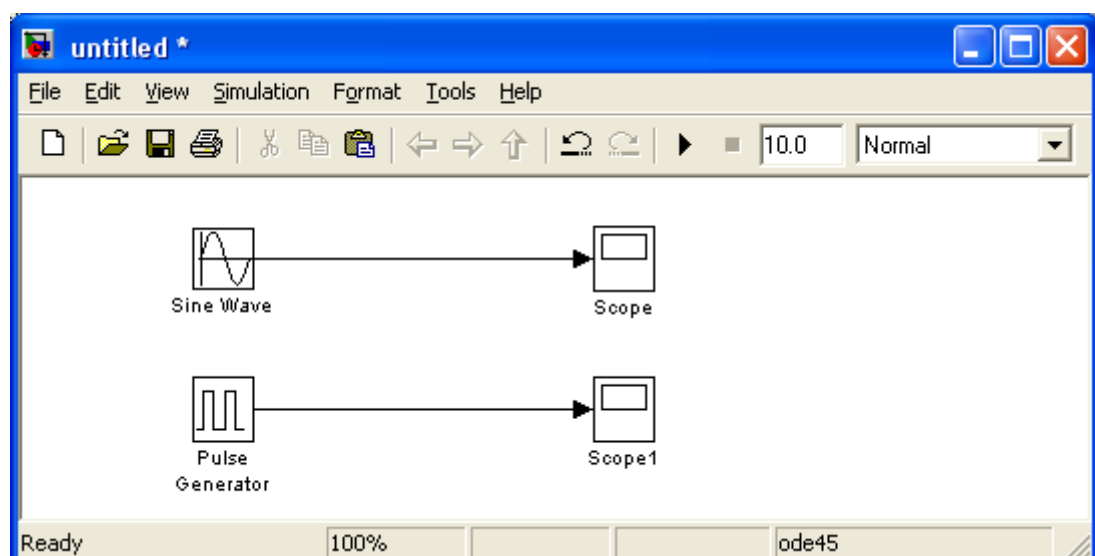 untitled *
File Edit View Simulation Format Tools Help
10.0 Normal
Sine Wave
Scope
Pulse
Generator
Scope1
Ready 100% ode45